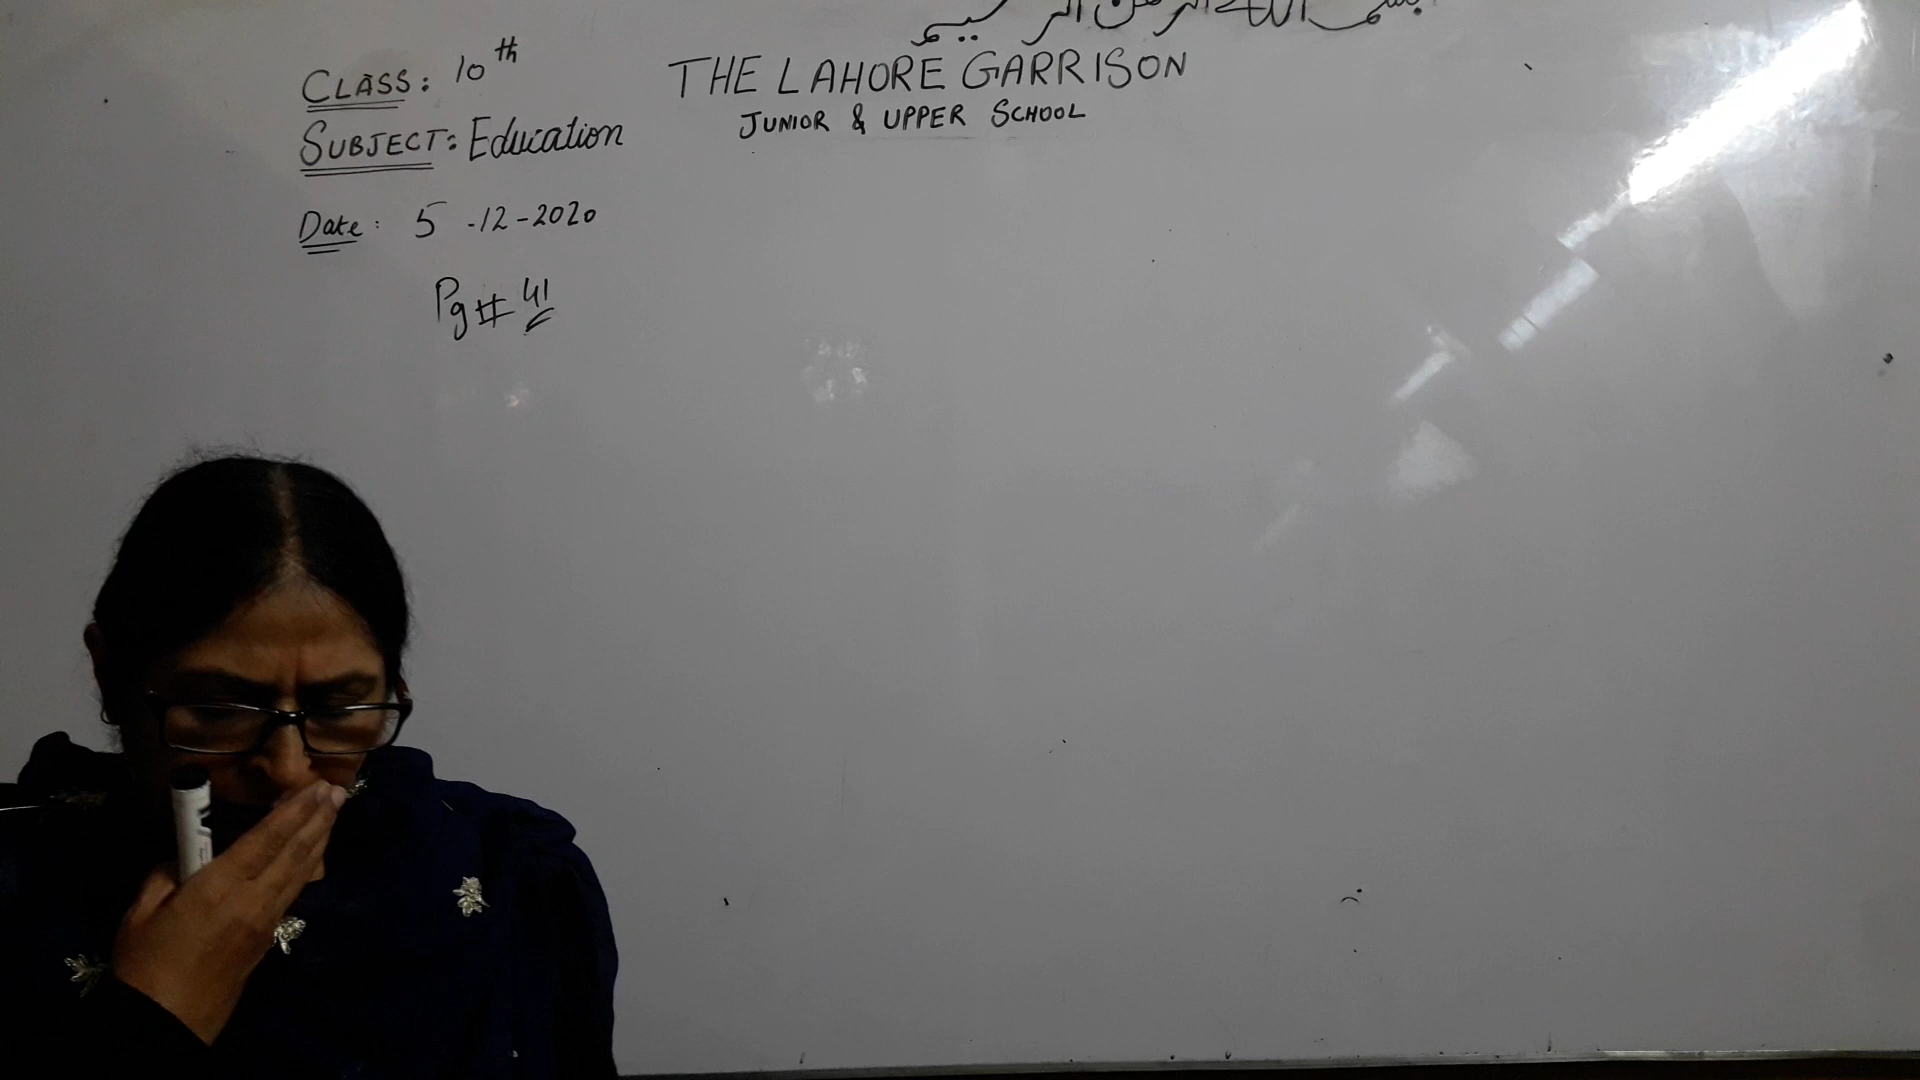 بسم اللہ الرحمن الرحیم
THE LAHORE GARRISON
JUNIOR & UPPER SCHOOL
CLASS: 10th
SUBJECT: Education
Date: 5 -12-2020
Pg# 41